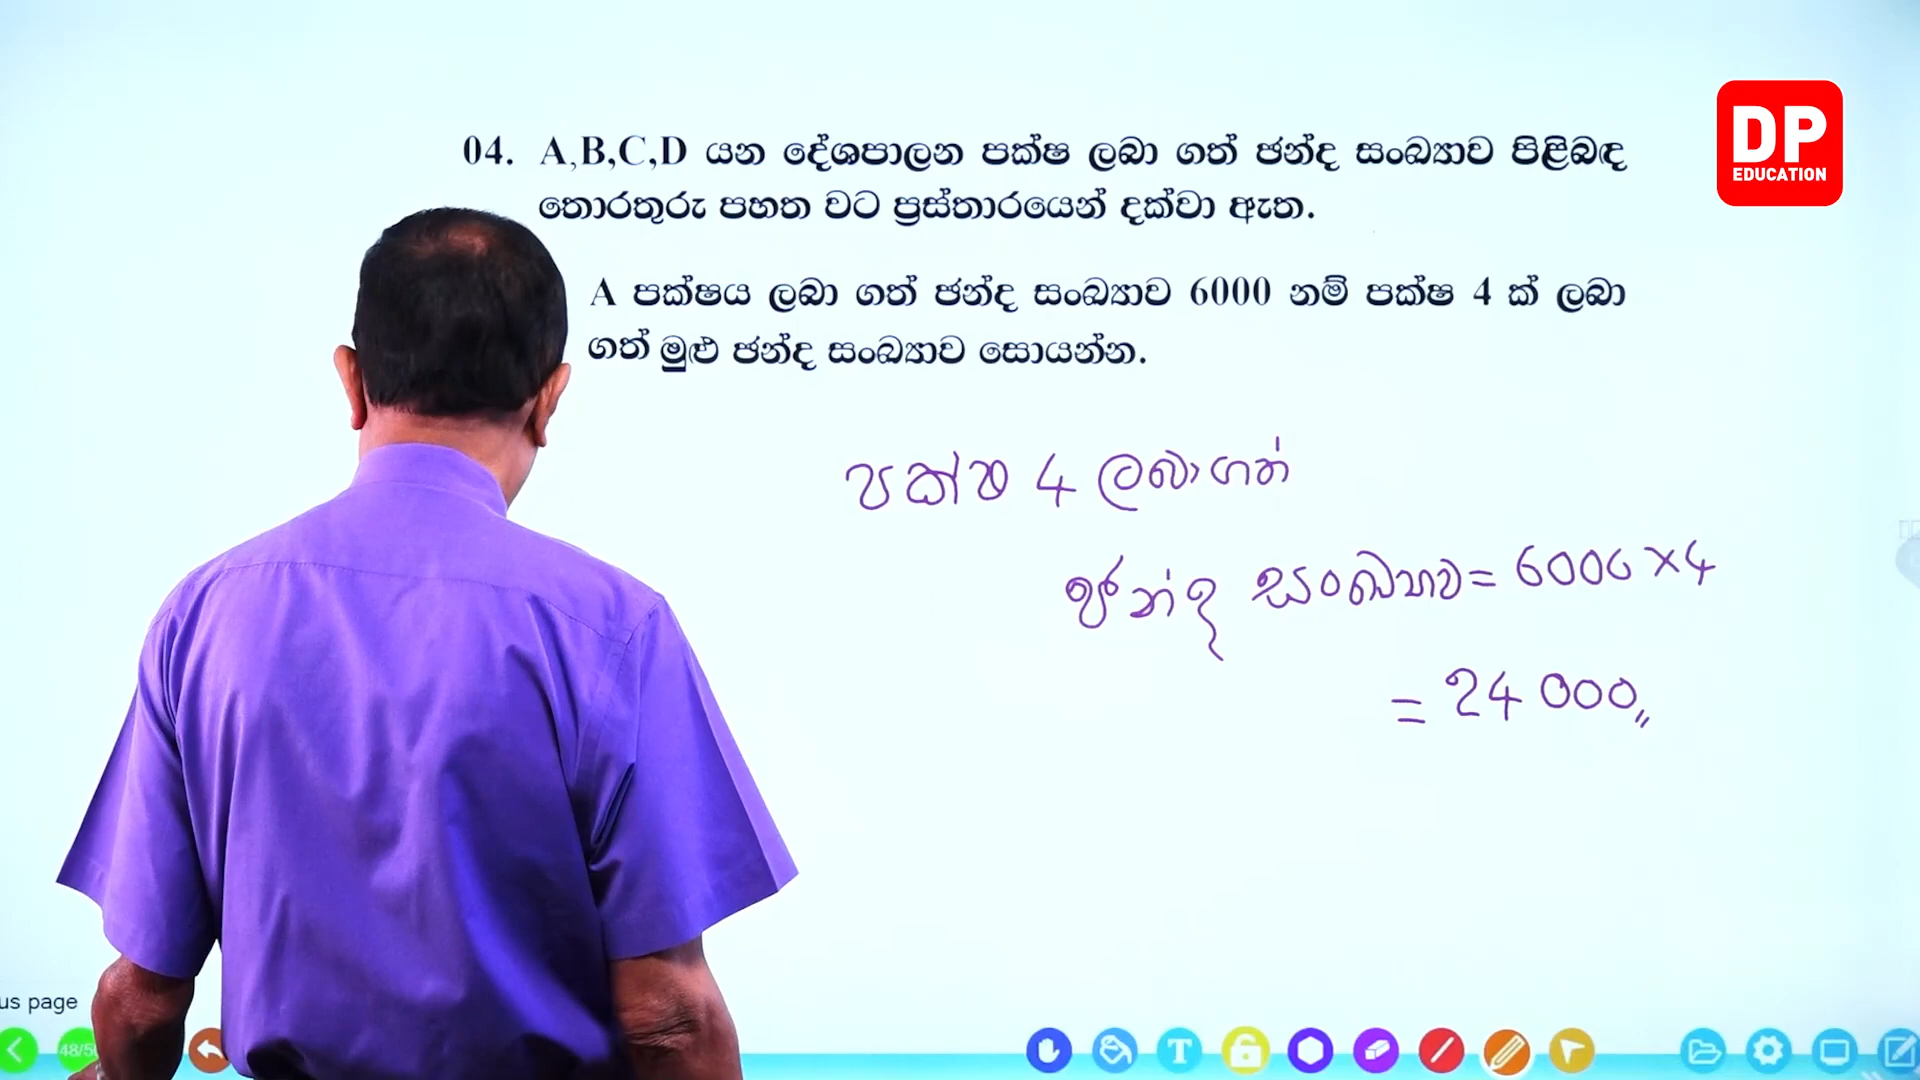 DP
EDUCATION
04. A,B,C,D යන දේශපාලන පක්ෂ ලබා ගත් ඡන්ද සංඛ්‍යාව පිළිබඳ
තොරතුරු පහත වට ප්‍රස්තාරයෙන් දක්වා ඇත.
A පක්ෂය ලබා ගත් ඡන්ද සංඛ්‍යාව 6000 නම් පක්ෂ 4 ක් ලබා
ගත් මුළු ඡන්ද සංඛ්‍යාව සොයන්න.
පක්ෂ 4 ලබාගත්
ඡන්ද සංඛ්‍යාව = 6000 × 4
= 24 000,,
us page
48/50
T